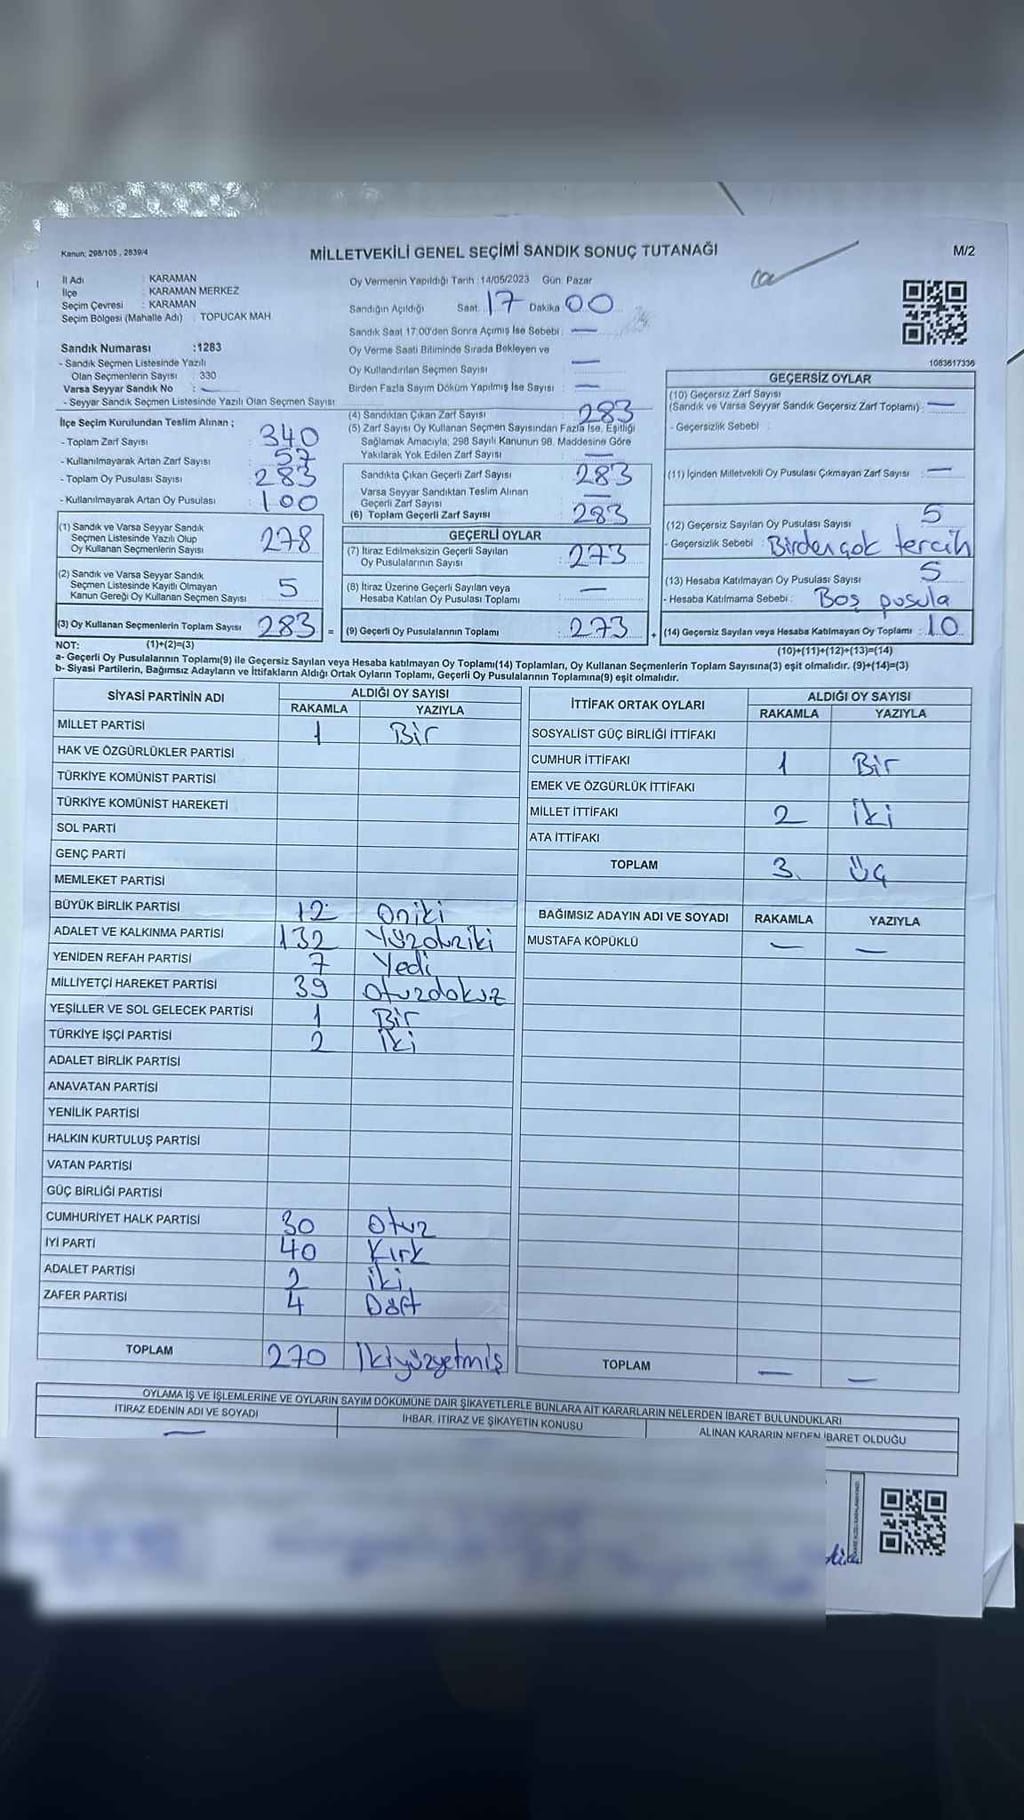 Kanun: 298/105 , 2839/4
MİLLETVEKİLİ GENEL SEÇİMİ SANDIK SONUÇ TUTANAĞI
M/2
İl Adı : KARAMAN
İlçe : KARAMAN MERKEZ
Seçim Çevresi : KARAMAN
Seçim Bölgesi (Mahalle Adı) : TOPUCAK MAH
Sandık Numarası :1283
- Sandık Seçmen Listesinde Yazılı
Olan Seçmenlerin Sayısı : 330
Varsa Seyyar Sandık No : —
- Seyyar Sandık Seçmen Listesinde Yazılı Olan Seçmen Sayısı:
Oy Vermenin Yapıldığı Tarih :14/05/2023 Gün: Pazar
Sandığın Açıldığı Saat: 17 Dakika 00
Sandık Saat 17:00'den Sonra Açımış İse Sebebi : —
Oy Verme Saati Bitiminde Sırada Bekleyen ve
Oy Kullandırılan Seçmen Sayısı : —
Birden Fazla Sayım Döküm Yapılmış İse Sayısı : —
1083617336
İlçe Seçim Kurulundan Teslim Alınan ;
- Toplam Zarf Sayısı : 340
- Kullanılmayarak Artan Zarf Sayısı : 57
- Toplam Oy Pusulası Sayısı : 283
- Kullanılmayarak Artan Oy Pusulası : 100
(1) Sandık ve Varsa Seyyar Sandık
Seçmen Listesinde Yazılı Olup
Oy Kullanan Seçmenlerin Sayısı : 278
(2) Sandık ve Varsa Seyyar Sandık
Seçmen Listesinde Kayıtlı Olmayan
Kanun Gereği Oy Kullanan Seçmen Sayısı : 5
(3) Oy Kullanan Seçmenlerin Toplam Sayısı : 283 =
(1)+(2)=(3)
(4) Sandıktan Çıkan Zarf Sayısı : 283
(5) Zarf Sayısı Oy Kullanan Seçmen Sayısından Fazla İse, Eşitliği
Sağlamak Amacıyla, 298 Sayılı Kanunun 98. Maddesine Göre
Yakılarak Yok Edilen Zarf Sayısı : —
Sandıkta Çıkan Geçerli Zarf Sayısı : 283
Varsa Seyyar Sandıktan Teslim Alınan
Geçerli Zarf Sayısı : —
(6) Toplam Geçerli Zarf Sayısı : 283
GEÇERLİ OYLAR
(7) İtiraz Edilmeksizin Geçerli Sayılan
Oy Pusulalarının Sayısı : 273
(8) İtiraz Üzerine Geçerli Sayılan veya
Hesaba Katılan Oy Pusulası Toplamı : —
(9) Geçerli Oy Pusulalarının Toplamı : 273 +
GEÇERSİZ OYLAR
(10) Geçersiz Zarf Sayısı
(Sandık ve Varsa Seyyar Sandık Geçersiz Zarf Toplamı) : —
- Geçersizlik Sebebi :
(11) İçinden Milletvekili Oy Pusulası Çıkmayan Zarf Sayısı : —
(12) Geçersiz Sayılan Oy Pusulası Sayısı : 5
- Geçersizlik Sebebi : Birden çok tercih
(13) Hesaba Katılmayan Oy Pusulası Sayısı : 5
- Hesaba Katılmama Sebebi : Boş pusula
(14) Geçersiz Sayılan veya Hesaba Katılmayan Oy Toplamı : 10
(10)+(11)+(12)+(13)=(14)
NOT:
a- Geçerli Oy Pusulalarının Toplamı(9) ile Geçersiz Sayılan veya Hesaba katılmayan Oy Toplamı(14) Toplamları, Oy Kullanan Seçmenlerin Toplam Sayısına(3) eşit olmalıdır. (9)+(14)=(3)
b- Siyasi Partilerin, Bağımsız Adayların ve İttifakların Aldığı Ortak Oyların Toplamı, Geçerli Oy Pusulalarının Toplamına(9) eşit olmalıdır.
SİYASİ PARTİNİN ADI ALDIĞI OY SAYISI
RAKAMLA YAZIYLA
MİLLET PARTİSİ 1 Bir
HAK VE ÖZGÜRLÜKLER PARTİSİ
TÜRKİYE KOMÜNİST PARTİSİ
TÜRKİYE KOMÜNİST HAREKETİ
SOL PARTİ
GENÇ PARTİ
MEMLEKET PARTİSİ
BÜYÜK BİRLİK PARTİSİ 12 Oniki
ADALET VE KALKINMA PARTİSİ 132 Yüzotuziki
YENİDEN REFAH PARTİSİ 7 Yedi
MİLLİYETÇİ HAREKET PARTİSİ 39 Otuzdokuz
YEŞİLLER VE SOL GELECEK PARTİSİ 1 Bir
TÜRKİYE İŞÇİ PARTİSİ 2 İki
ADALET BİRLİK PARTİSİ
ANAVATAN PARTİSİ
YENİLİK PARTİSİ
HALKIN KURTULUŞ PARTİSİ
VATAN PARTİSİ
GÜÇ BİRLİĞİ PARTİSİ
CUMHURİYET HALK PARTİSİ 30 Otuz
İYİ PARTİ 40 Kırk
ADALET PARTİSİ 2 İki
ZAFER PARTİSİ 4 Dört
TOPLAM 270 İkiyüzyetmiş
İTTİFAK ORTAK OYLARI ALDIĞI OY SAYISI
RAKAMLA YAZIYLA
SOSYALİST GÜÇ BİRLİĞİ İTTİFAKI
CUMHUR İTTİFAKI 1 Bir
EMEK VE ÖZGÜRLÜK İTTİFAKI
MİLLET İTTİFAKI 2 İki
ATA İTTİFAKI
TOPLAM 3 Üç
BAĞIMSIZ ADAYIN ADI VE SOYADI RAKAMLA YAZIYLA
MUSTAFA KÖPÜKLÜ — —
TOPLAM — —
OYLAMA İŞ VE İŞLEMLERİNE VE OYLARIN SAYIM DÖKÜMÜNE DAİR ŞİKAYETLERLE BUNLARA AİT KARARLARIN NELERDEN İBARET BULUNDUKLARI
İTİRAZ EDENİN ADI VE SOYADI İHBAR, İTİRAZ VE ŞİKAYETİN KONUSU ALINAN KARARIN NEDEN İBARET OLDUĞU
—